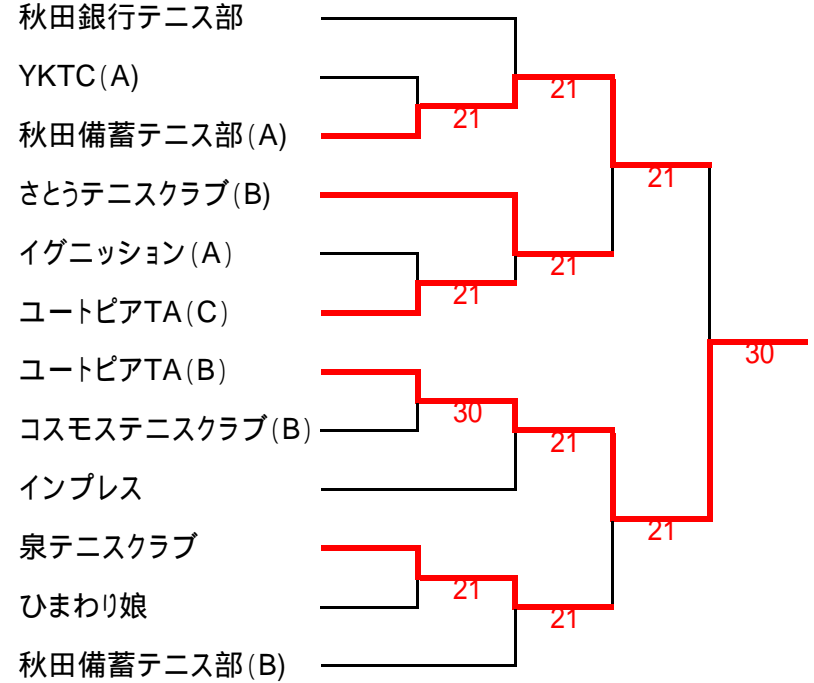 秋田銀行テニス部
YKTC(A)
21
21
秋田備蓄テニス部(A)
21
さとうテニスクラブ(B)
イグニッション(A)
21
21
ユートピアTA(C)
30
ユートピアTA(B)
30
コスモステニスクラブ(B)
21
インプレス
21
泉テニスクラブ
21
ひまわり娘
21
秋田備蓄テニス部(B)